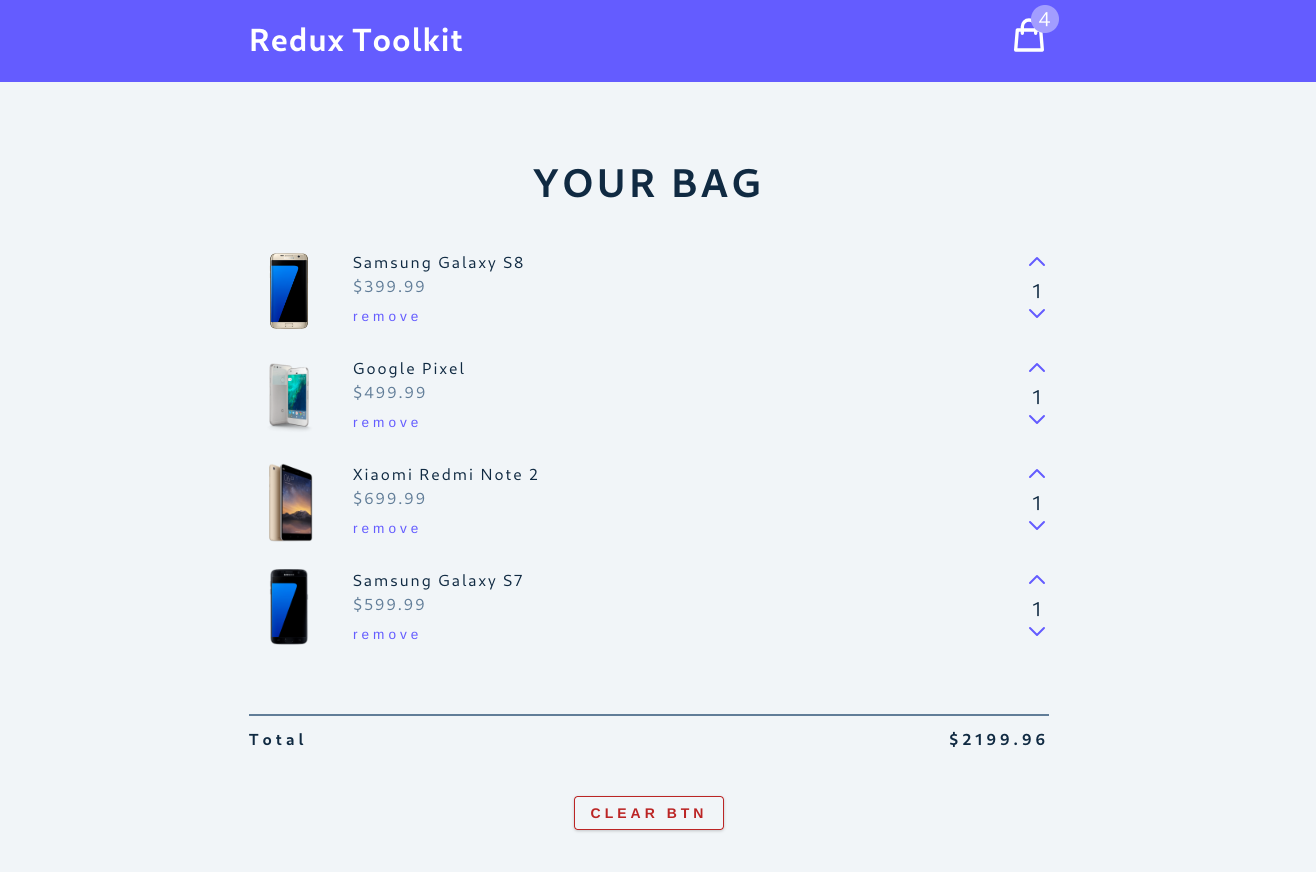 Redux Toolkit
4
YOUR BAG
Samsung Galaxy S8
$399.99
remove
1
Google Pixel
$499.99
remove
1
Xiaomi Redmi Note 2
$699.99
remove
1
Samsung Galaxy S7
$599.99
remove
1
Total $2199.96
CLEAR BTN